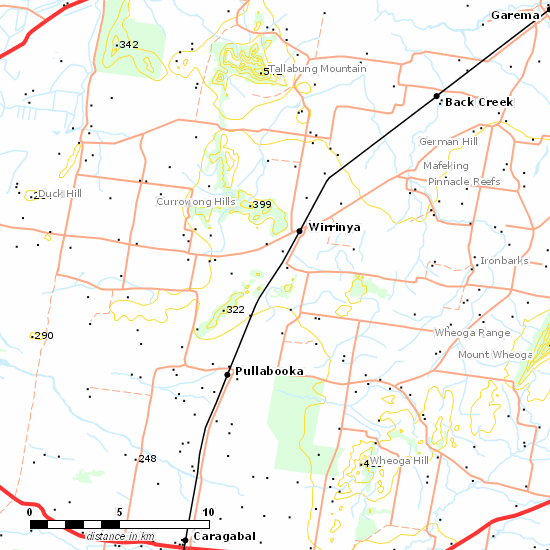 Garema
342
Tallabung Mountain
Back Creek
German Hill
Mafeking
Pinnacle Reefs
Duck Hill
Currowong Hills
399
Wirrinya
Ironbarks
322
290
Wheoga Range
Mount Wheoga
Pullabooka
248
Wheoga Hill
0 5 10
distance in km
Caragabal